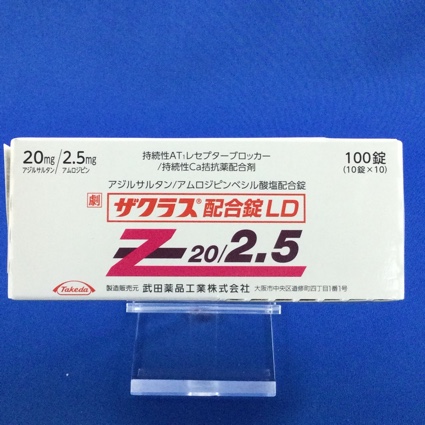 20mg/2.5mg
アジルサルタン アムロジピン
持続性AT₁レセプターブロッカー
/持続性Ca拮抗薬配合剤
100錠
(10錠×10)
アジルサルタン/アムロジピンベシル酸塩配合錠
劇 ザクラス®配合錠LD
Z 20/2.5
Takeda 製造販売元 武田薬品工業株式会社 大阪市中央区道修町四丁目1番1号